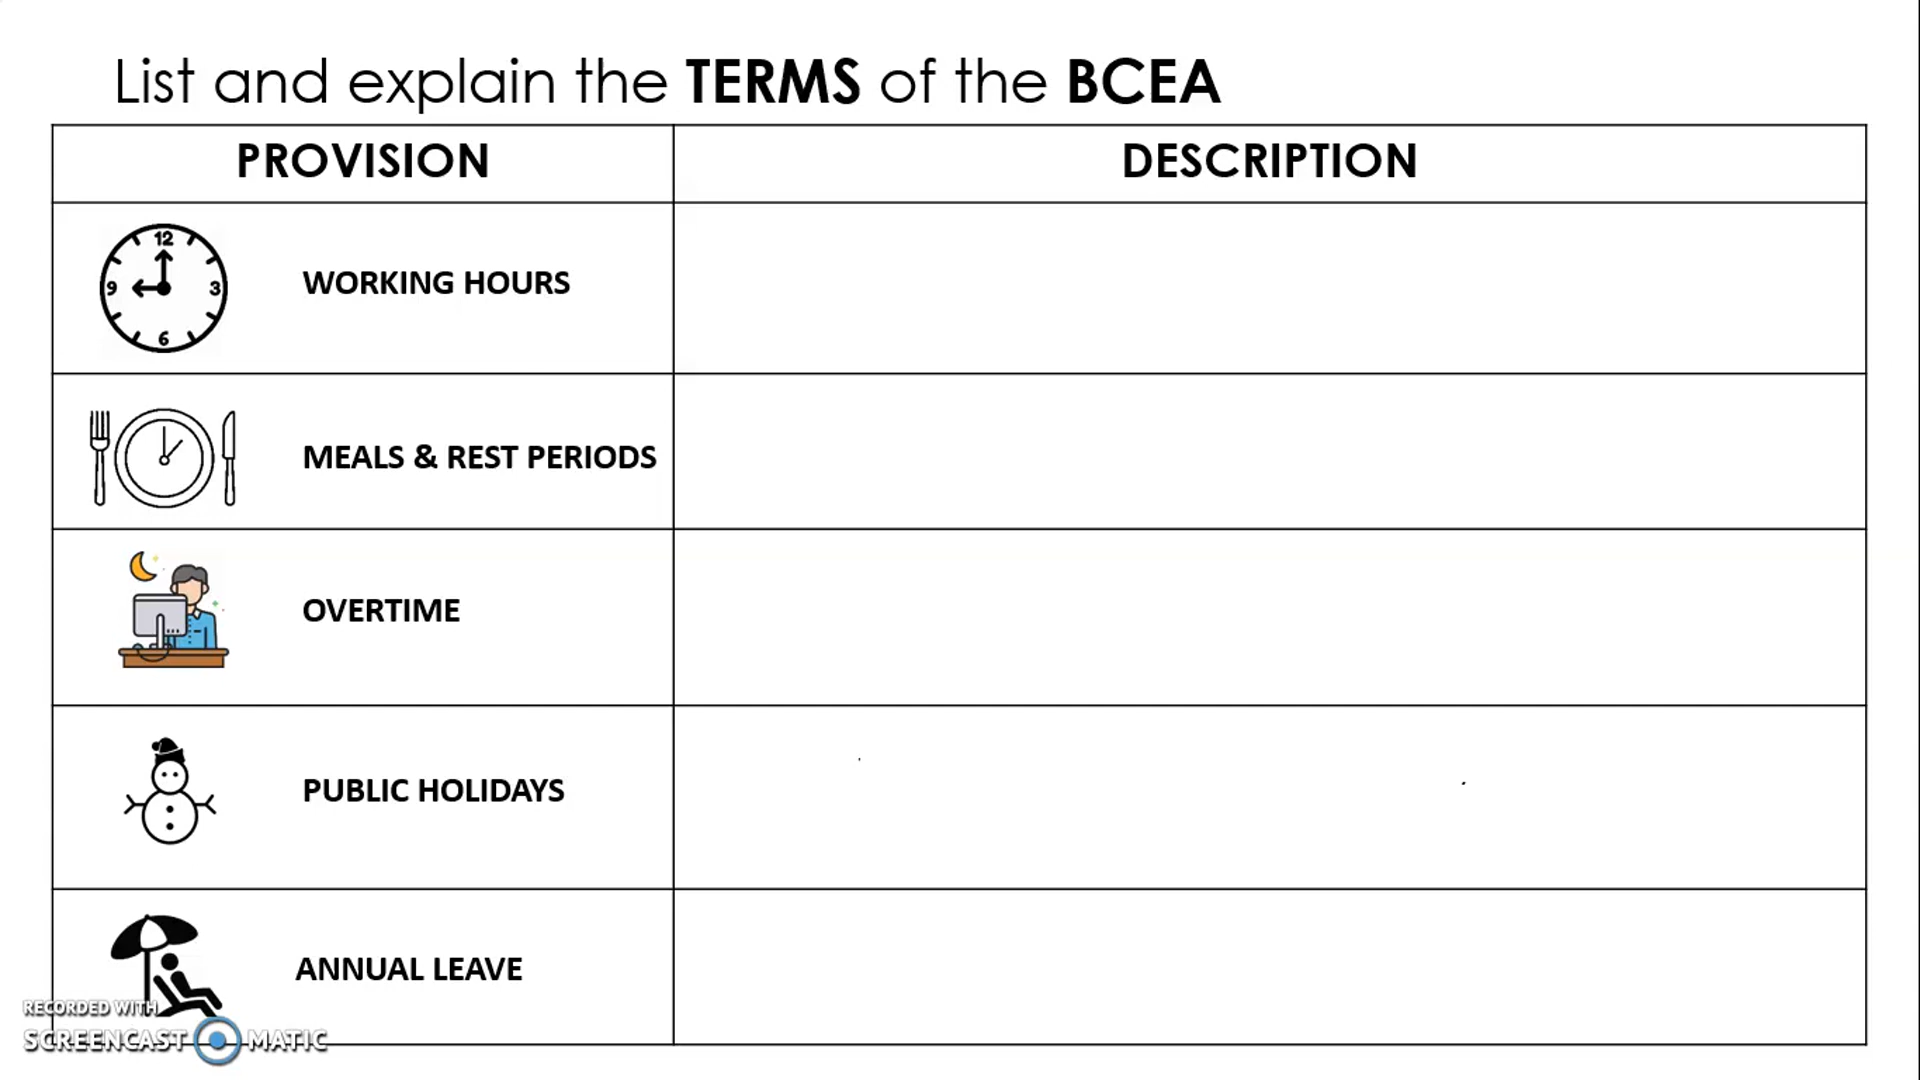 List and explain the TERMS of the BCEA
PROVISION
DESCRIPTION
12
9
3
6
WORKING HOURS
MEALS & REST PERIODS
OVERTIME
PUBLIC HOLIDAYS
ANNUAL LEAVE
RECORDED WITH
SCREENCAST MATIC